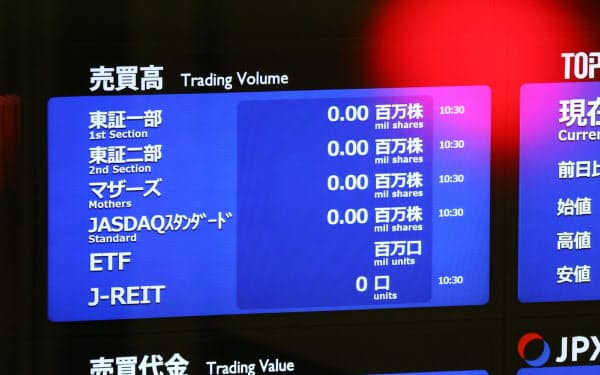 売買高 Trading Volume
東証一部 0.00 百万株 10:30
1st Section mil shares
東証二部 0.00 百万株 10:30
2nd Section mil shares
マザーズ 0.00 百万株 10:30
Mothers mil shares
JASDAQｽﾀﾝﾀﾞｰﾄﾞ 0.00 百万株 10:30
Standard mil shares
ETF 百万口
mil units
J-REIT 0 口 10:30
units
売買代金 Trading Value
TOP
現在
Curren
前日比
始値
高値
安値
JPX